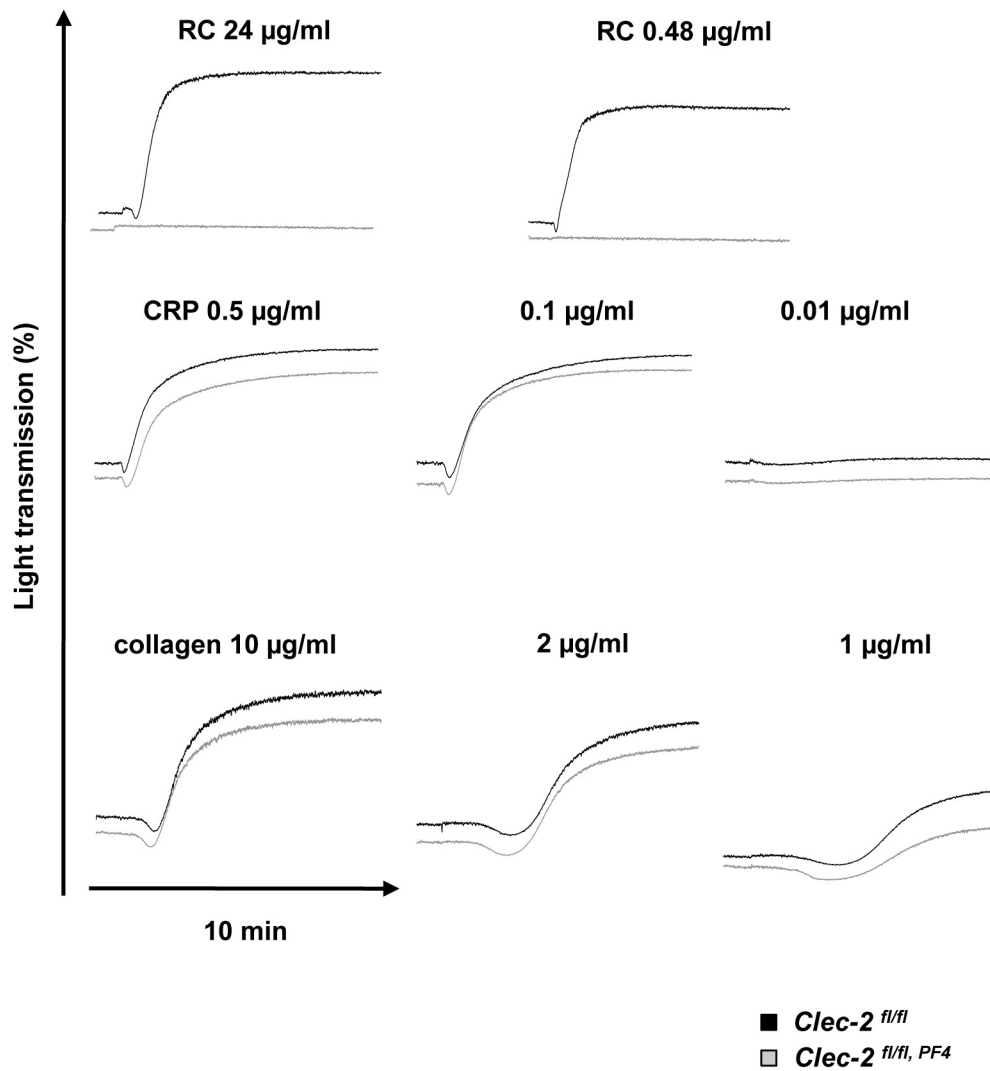 RC 24 µg/ml
RC 0.48 µg/ml
CRP 0.5 µg/ml
0.1 µg/ml
0.01 µg/ml
Light transmission (%)
collagen 10 µg/ml
2 µg/ml
1 µg/ml
10 min
Clec-2 fl/fl
Clec-2 fl/fl, PF4